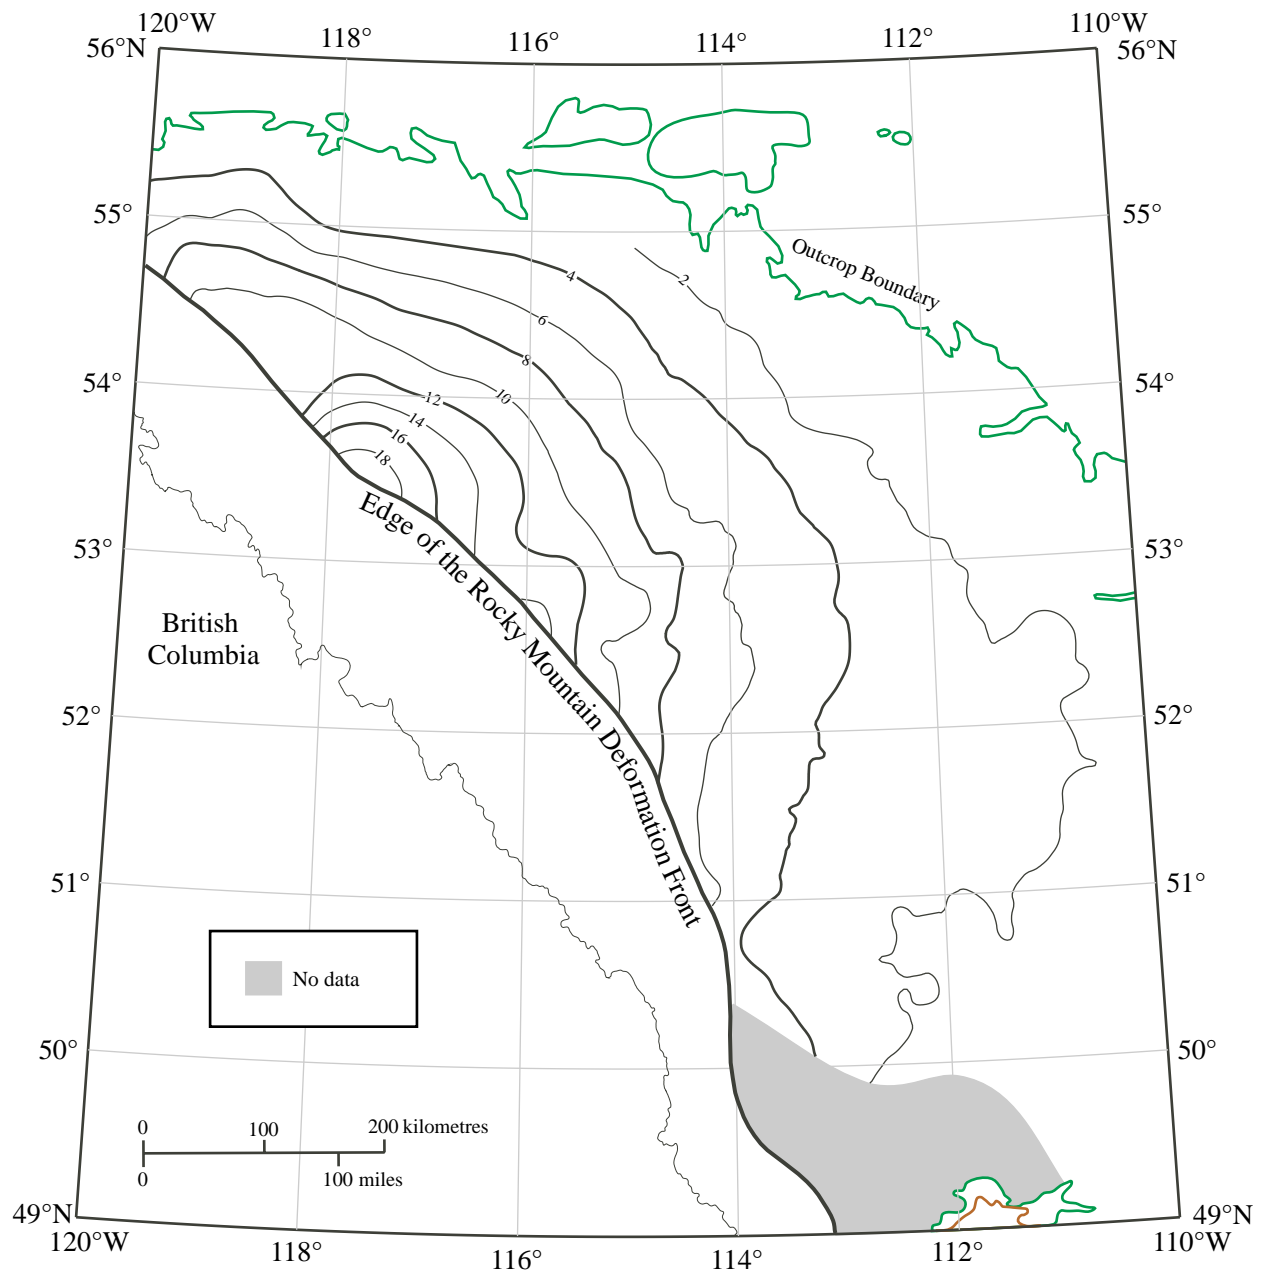 120°W
118°
116°
114°
112°
110°W
56°N
56°N
55°
55°
Outcrop Boundary
2
4
6
8
54°
54°
10
12
14
16
18
Edge of the Rocky Mountain Deformation Front
53°
53°
British
Columbia
52°
52°
51°
51°
No data
50°
50°
0
100
200 kilometres
0
100 miles
49°N
49°N
120°W
118°
116°
114°
112°
110°W